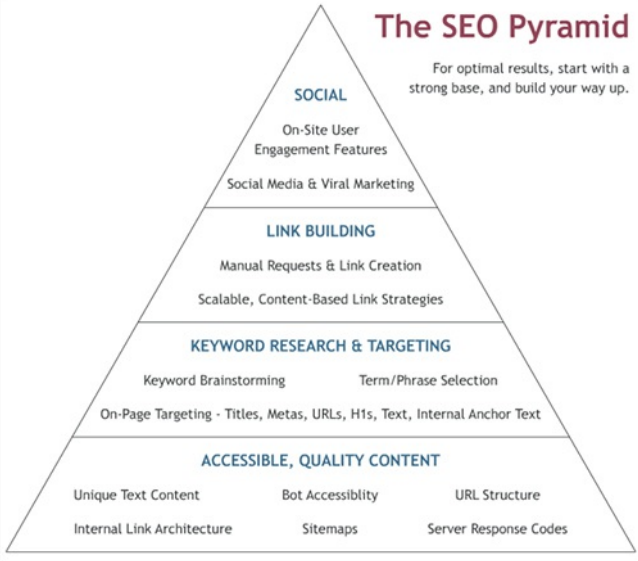 The SEO Pyramid
For optimal results, start with a
strong base, and build your way up.
SOCIAL
On-Site User
Engagement Features
Social Media & Viral Marketing
LINK BUILDING
Manual Requests & Link Creation
Scalable, Content-Based Link Strategies
KEYWORD RESEARCH & TARGETING
Keyword Brainstorming Term/Phrase Selection
On-Page Targeting - Titles, Metas, URLs, H1s, Text, Internal Anchor Text
ACCESSIBLE, QUALITY CONTENT
Unique Text Content Bot Accessiblity URL Structure
Internal Link Architecture Sitemaps Server Response Codes